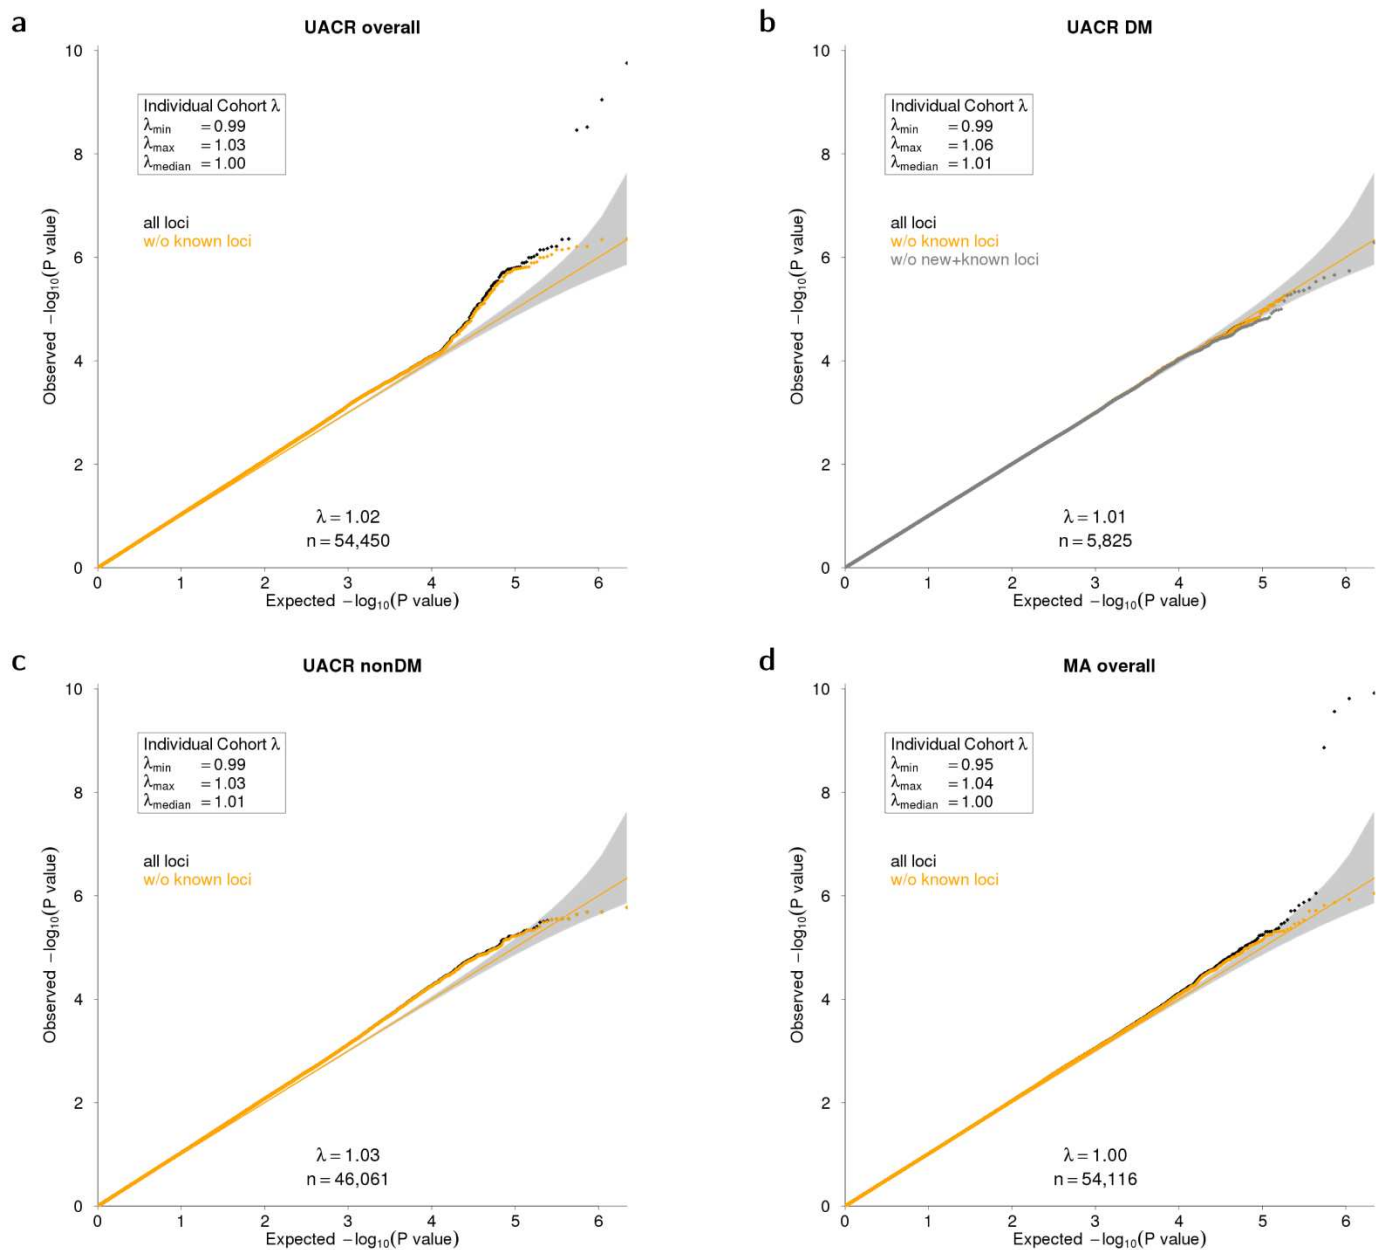 a
UACR overall
10
8
6
4
2
0
Observed −log₁₀(P value)
Individual Cohort λ
λmin = 0.99
λmax = 1.03
λmedian = 1.00
all loci
w/o known loci
λ = 1.02
n = 54,450
0 1 2 3 4 5 6
Expected −log₁₀(P value)
b
UACR DM
10
8
6
4
2
0
Observed −log₁₀(P value)
Individual Cohort λ
λmin = 0.99
λmax = 1.06
λmedian = 1.01
all loci
w/o known loci
w/o new+known loci
λ = 1.01
n = 5,825
0 1 2 3 4 5 6
Expected −log₁₀(P value)
c
UACR nonDM
10
8
6
4
2
0
Observed −log₁₀(P value)
Individual Cohort λ
λmin = 0.99
λmax = 1.03
λmedian = 1.01
all loci
w/o known loci
λ = 1.03
n = 46,061
0 1 2 3 4 5 6
Expected −log₁₀(P value)
d
MA overall
10
8
6
4
2
0
Observed −log₁₀(P value)
Individual Cohort λ
λmin = 0.95
λmax = 1.04
λmedian = 1.00
all loci
w/o known loci
λ = 1.00
n = 54,116
0 1 2 3 4 5 6
Expected −log₁₀(P value)